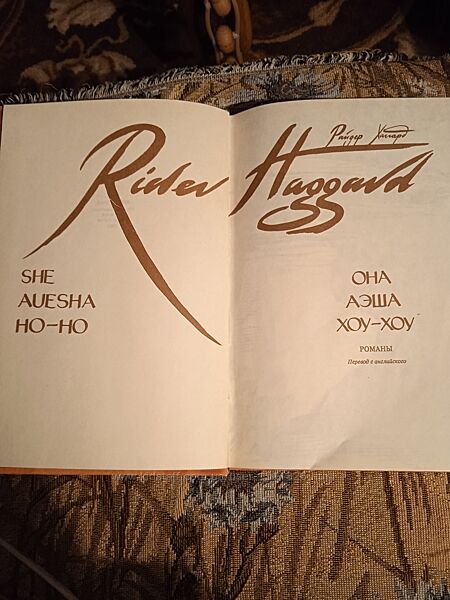 Rider
SHE
AUESHA
HO-HO
Райдер Хаггард
Haggard
ОНА
АЭША
ХОУ-ХОУ
РОМАНЫ
Перевод с английского